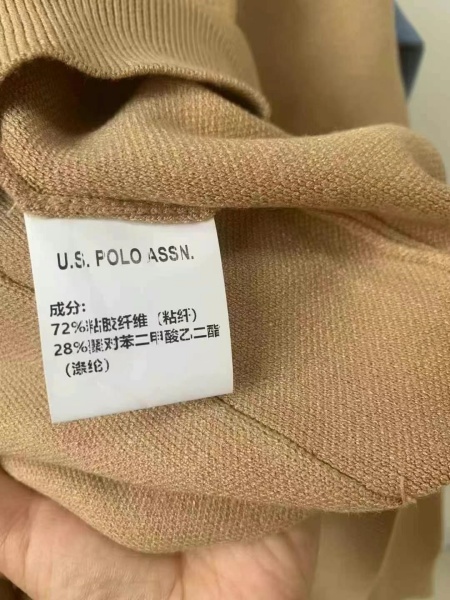 U.S. POLO ASSN.
成分:
72%粘胶纤维（粘纤）
28%聚对苯二甲酸乙二酯
（涤纶）